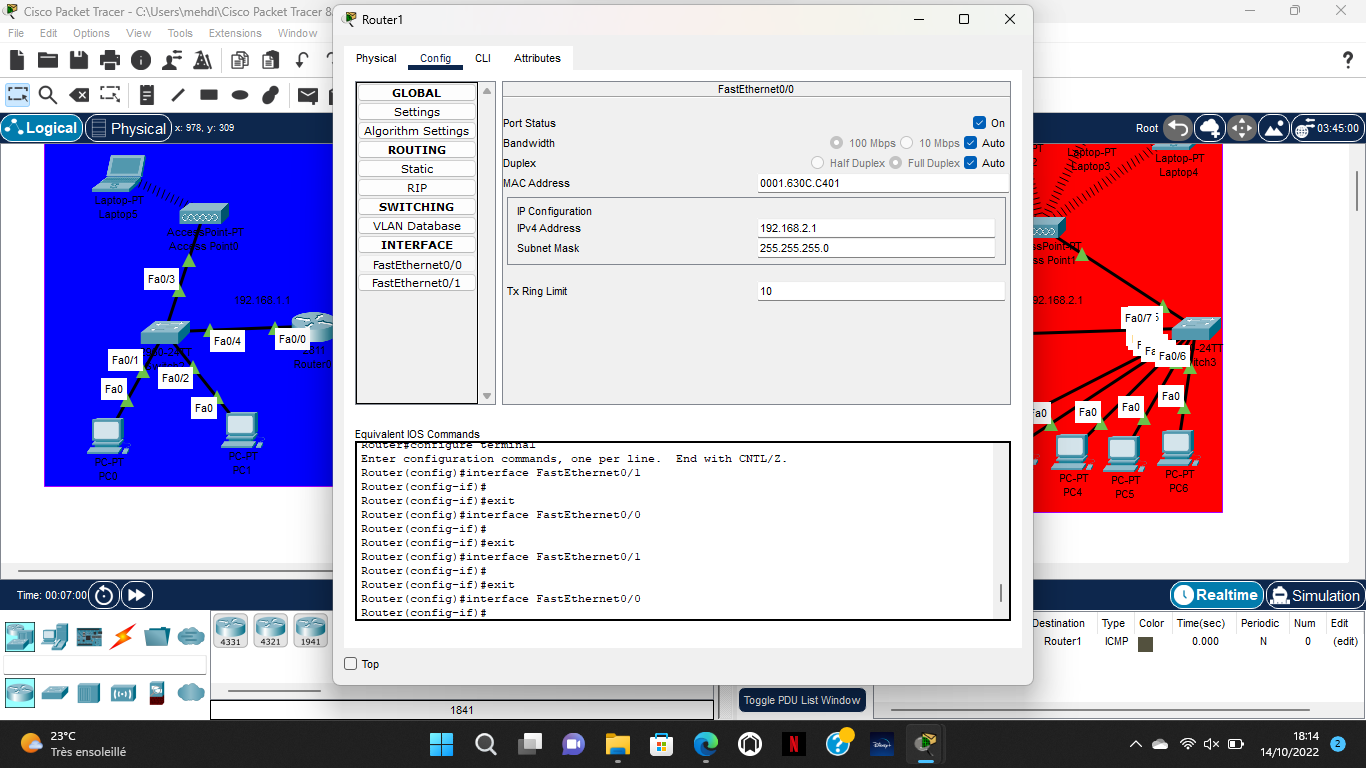 Cisco Packet Tracer - C:\Users\mehdi\Cisco Packet Tracer 8
Router1
File Edit Options View Tools Extensions Window
Physical Config CLI Attributes
Logical Physical x: 978, y: 309
Root 03:45:00
GLOBAL
Settings
Algorithm Settings
ROUTING
Static
RIP
SWITCHING
VLAN Database
INTERFACE
FastEthernet0/0
FastEthernet0/1
FastEthernet0/0
Port Status On
Bandwidth 100 Mbps 10 Mbps Auto
Duplex Half Duplex Full Duplex Auto
MAC Address 0001.630C.C401
IP Configuration
IPv4 Address 192.168.2.1
Subnet Mask 255.255.255.0
Tx Ring Limit 10
Equivalent IOS Commands
Router#configure terminal
Enter configuration commands, one per line. End with CNTL/Z.
Router(config)#interface FastEthernet0/1
Router(config-if)#
Router(config-if)#exit
Router(config)#interface FastEthernet0/0
Router(config-if)#
Router(config-if)#exit
Router(config)#interface FastEthernet0/1
Router(config-if)#
Router(config-if)#exit
Router(config)#interface FastEthernet0/0
Router(config-if)#
Top
Laptop-PT
Laptop5
AccessPoint-PT
Access Point0
Fa0/3
192.168.1.1
Fa0/4
Fa0/0
Router0
Fa0/1
Fa0/2
Fa0
Fa0
PC-PT
PC0
PC-PT
PC1
Laptop-PT
Laptop3
Laptop-PT
Laptop4
Fa0/7
Fa0/6
Fa0
Fa0
Fa0
PC-PT
PC4
PC-PT
PC5
PC-PT
PC6
Time: 00:07:00
Realtime Simulation
4331 4321 1941
1841
Toggle PDU List Window
Destination Type Color Time(sec) Periodic Num Edit
Router1 ICMP 0.000 N 0 (edit)
23°C
Très ensoleillé
18:14
14/10/2022
2